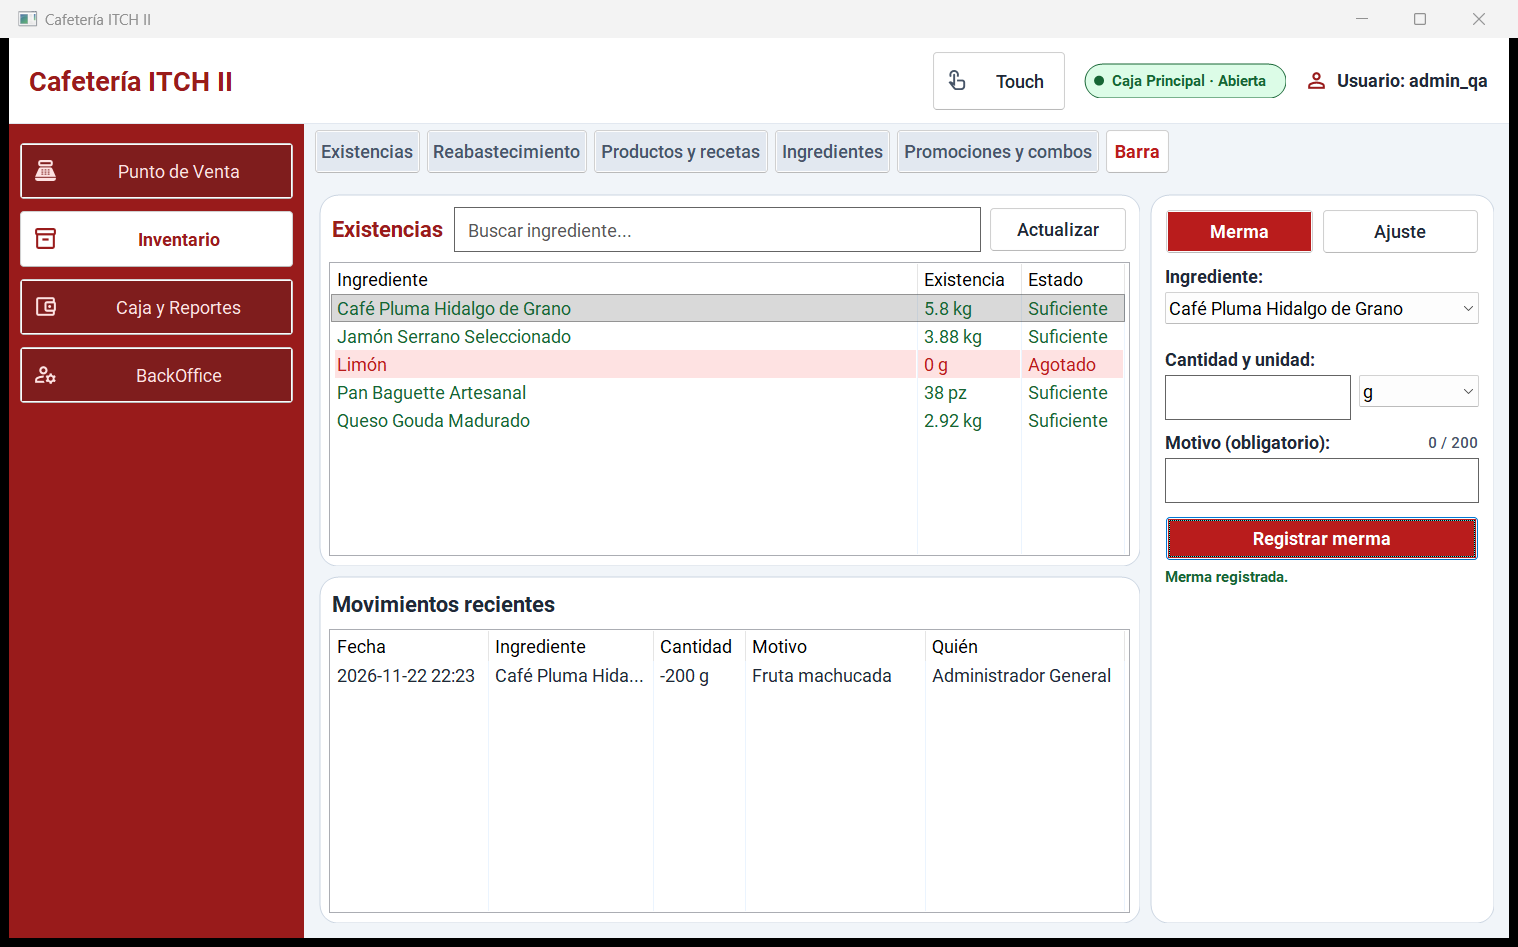 Cafetería ITCH II
Cafetería ITCH II
Touch
Caja Principal · Abierta
Usuario: admin_qa
Punto de Venta
Inventario
Caja y Reportes
BackOffice
Existencias Reabastecimiento Productos y recetas Ingredientes Promociones y combos Barra
Existencias
Buscar ingrediente...
Actualizar
Ingrediente Existencia Estado
Café Pluma Hidalgo de Grano 5.8 kg Suficiente
Jamón Serrano Seleccionado 3.88 kg Suficiente
Limón 0 g Agotado
Pan Baguette Artesanal 38 pz Suficiente
Queso Gouda Madurado 2.92 kg Suficiente
Movimientos recientes
Fecha Ingrediente Cantidad Motivo Quién
2026-11-22 22:23 Café Pluma Hida... -200 g Fruta machucada Administrador General
Merma Ajuste
Ingrediente:
Café Pluma Hidalgo de Grano
Cantidad y unidad:
g
Motivo (obligatorio): 0 / 200
Registrar merma
Merma registrada.